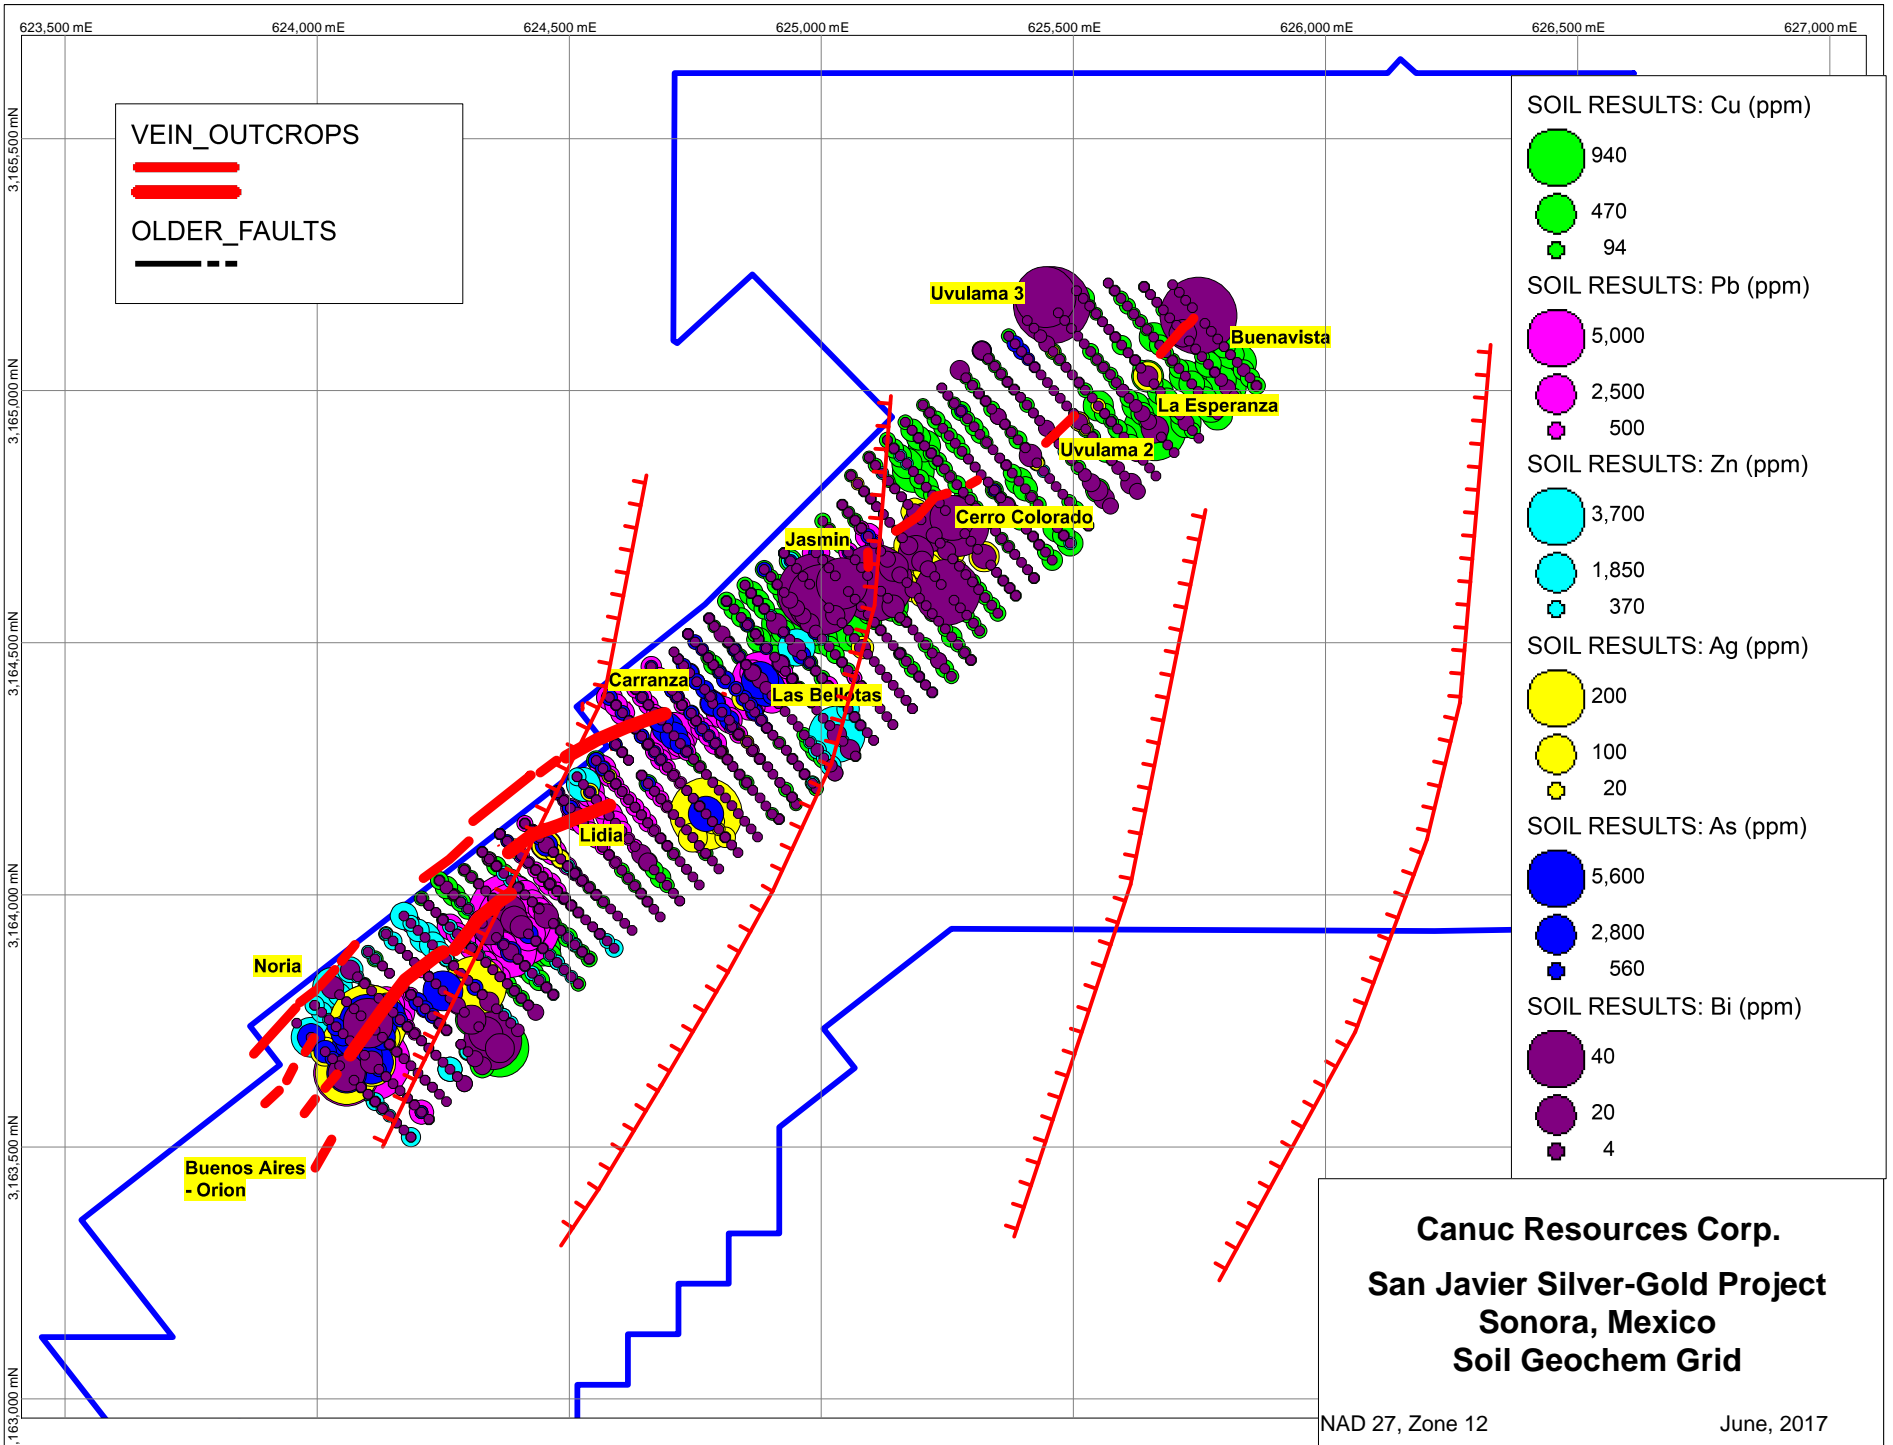 623,500 mE
624,000 mE
624,500 mE
625,000 mE
625,500 mE
626,000 mE
626,500 mE
627,000 mE
3,165,500 mN
3,165,000 mN
3,164,500 mN
3,164,000 mN
3,163,500 mN
,163,000 mN
VEIN_OUTCROPS
OLDER_FAULTS
Uvulama 3
Buenavista
La Esperanza
Uvulama 2
Cerro Colorado
Jasmin
Carranza
Las Bellotas
Lidia
Noria
Buenos Aires
- Orion
SOIL RESULTS: Cu (ppm)
940
470
94
SOIL RESULTS: Pb (ppm)
5,000
2,500
500
SOIL RESULTS: Zn (ppm)
3,700
1,850
370
SOIL RESULTS: Ag (ppm)
200
100
20
SOIL RESULTS: As (ppm)
5,600
2,800
560
SOIL RESULTS: Bi (ppm)
40
20
4
Canuc Resources Corp.
San Javier Silver-Gold Project
Sonora, Mexico
Soil Geochem Grid
NAD 27, Zone 12
June, 2017